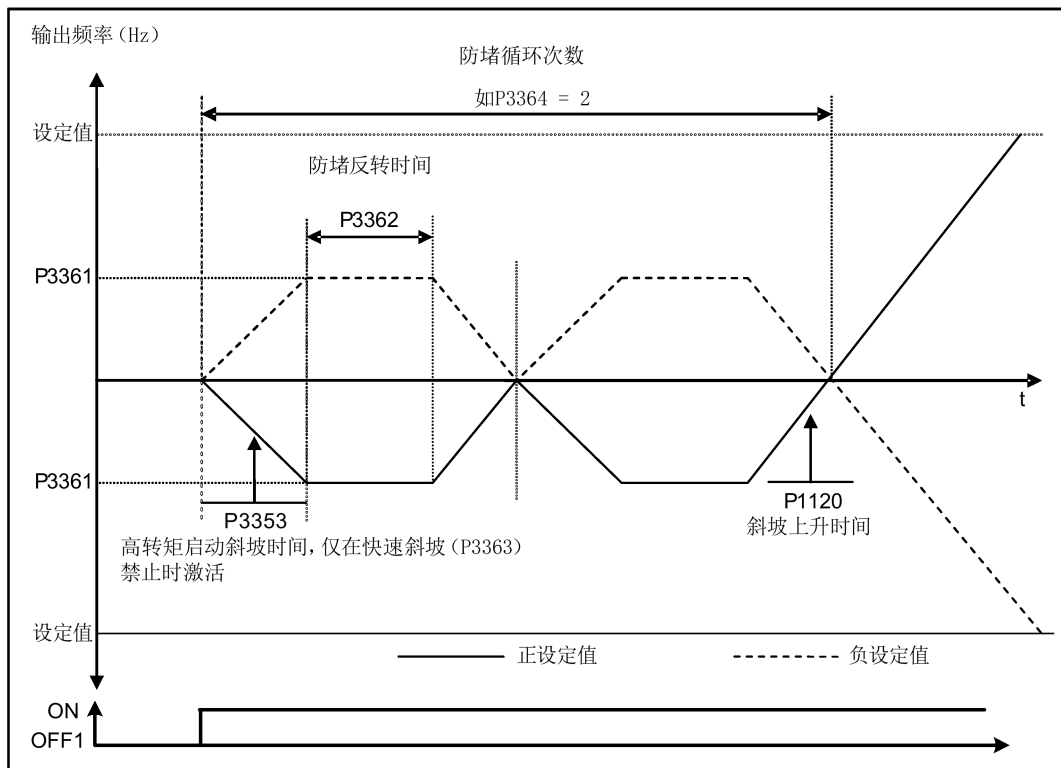 输出频率(Hz)
防堵循环次数
如P3364 = 2
设定值
防堵反转时间
P3362
P3361
t
P3361
P3353
P1120
高转矩启动斜坡时间,仅在快速斜坡(P3363)
禁止时激活
斜坡上升时间
设定值
正设定值
负设定值
ON
OFF1